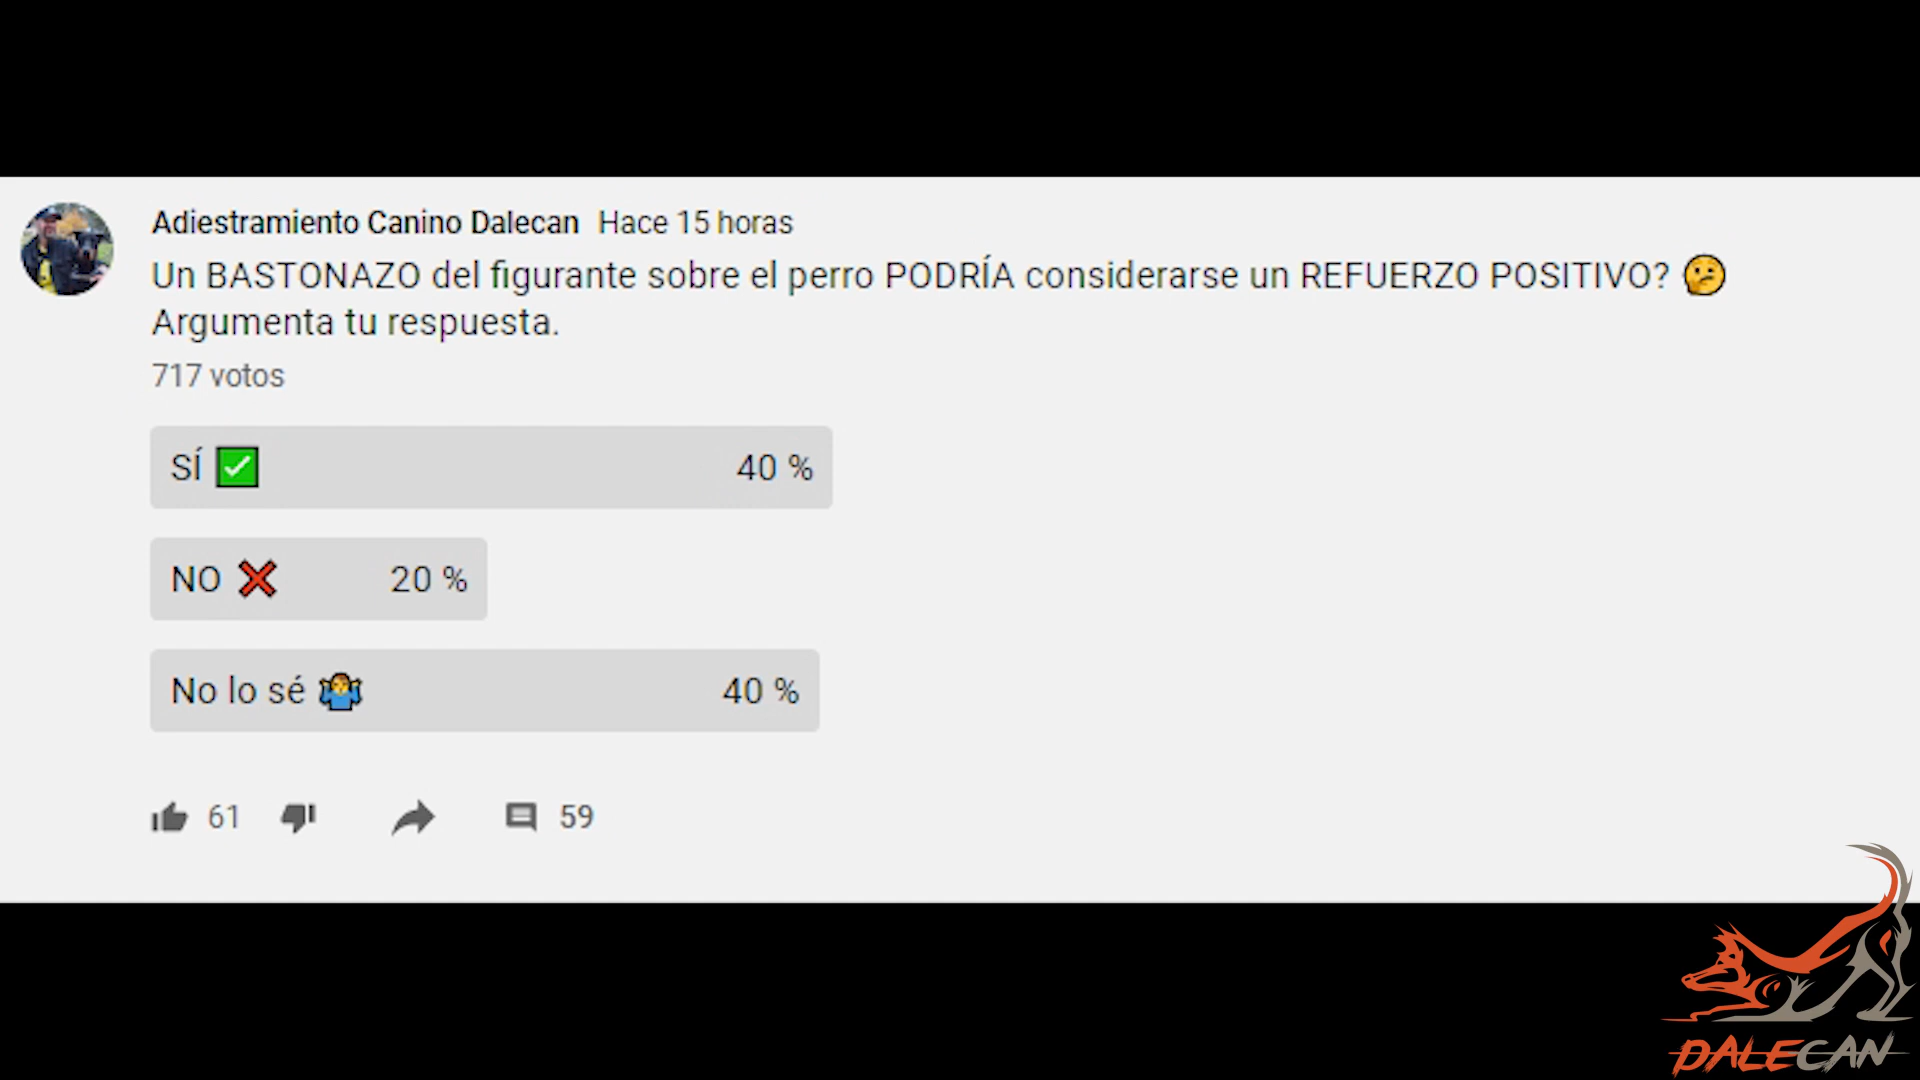 Adiestramiento Canino Dalecan Hace 15 horas
Un BASTONAZO del figurante sobre el perro PODRÍA considerarse un REFUERZO POSITIVO? 🤔
Argumenta tu respuesta.
717 votos
SÍ ✅ 40 %
NO ❌ 20 %
No lo sé 🤷‍♂️ 40 %
61 59
DALECAN